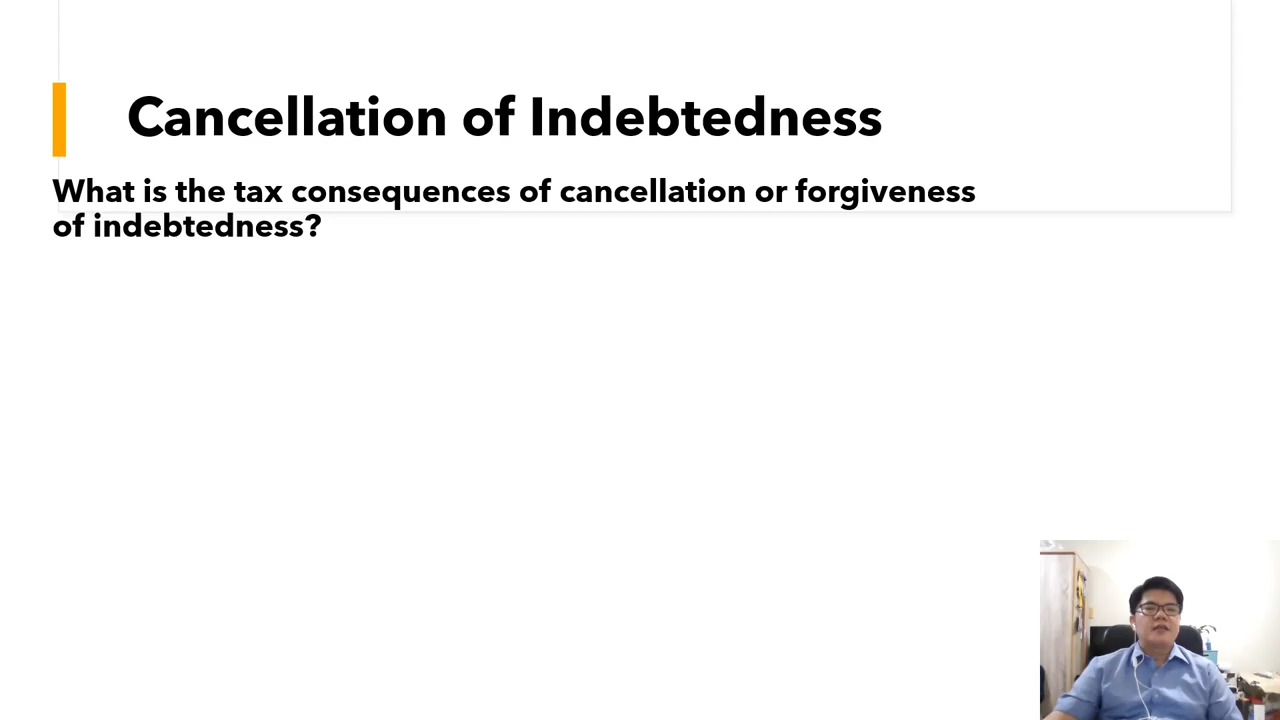 Cancellation of Indebtedness
What is the tax consequences of cancellation or forgiveness
of indebtedness?